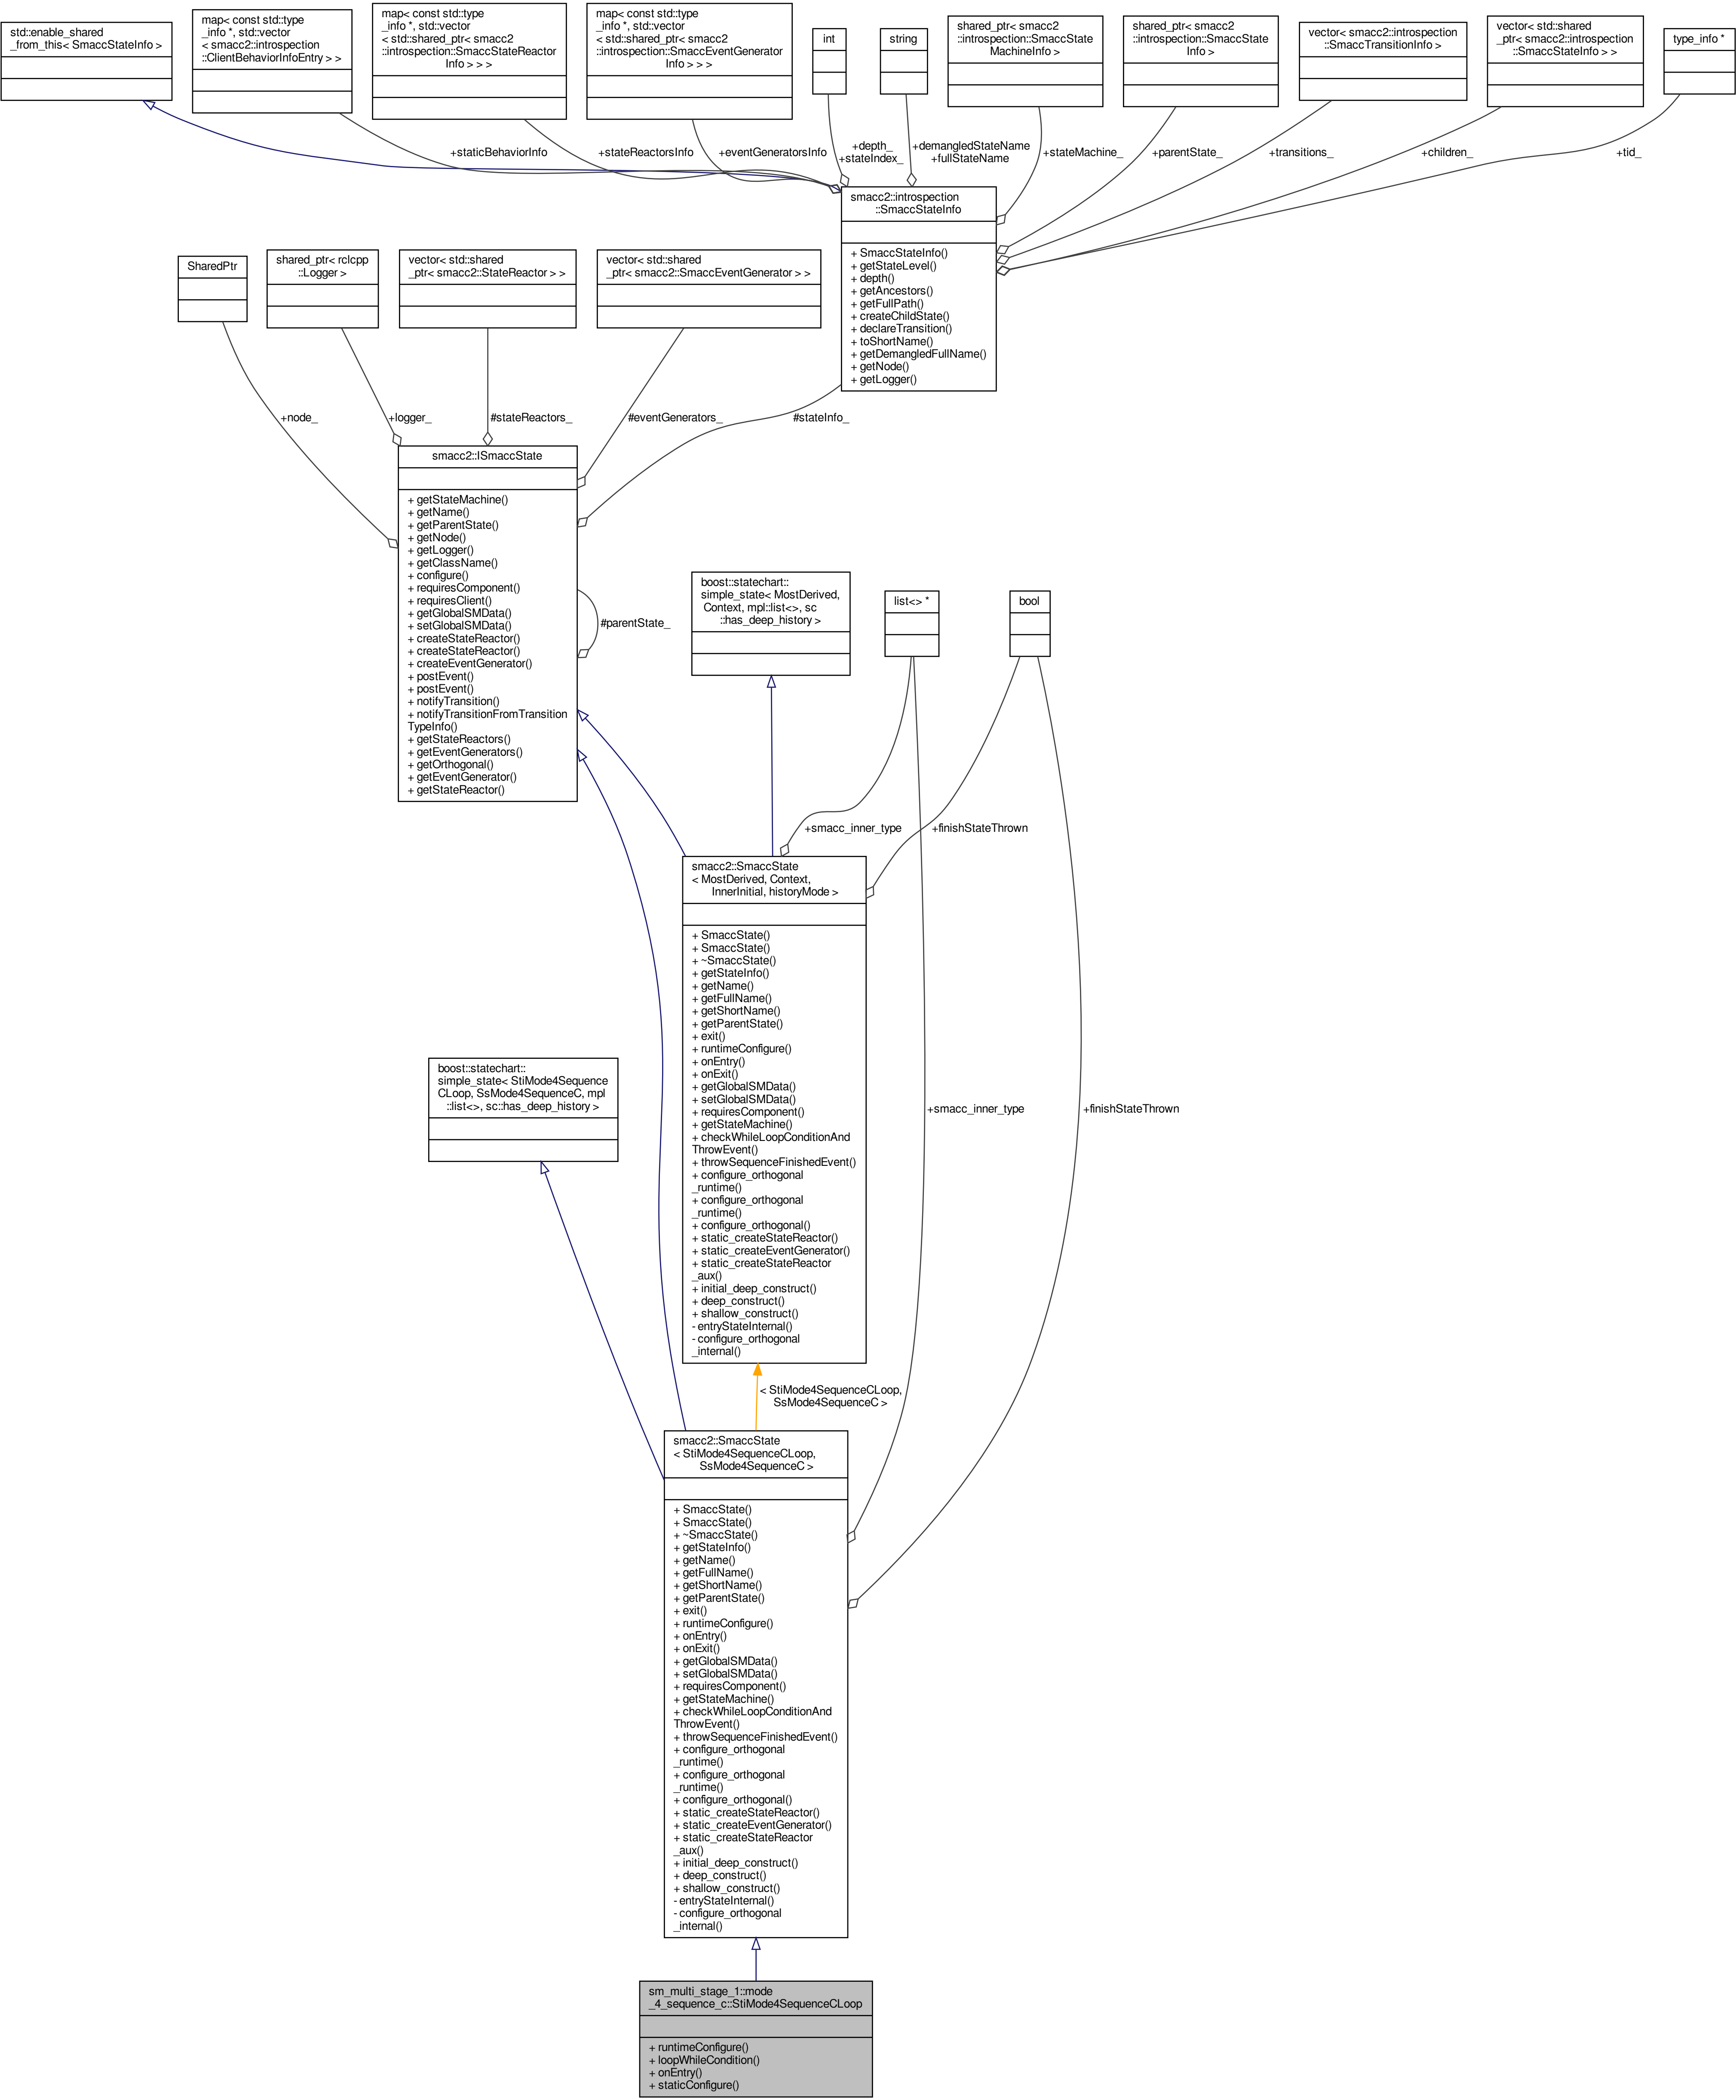 std::enable_shared
_from_this< SmaccStateInfo >
map< const std::type
_info *, std::vector
< smacc2::introspection
::ClientBehaviorInfoEntry > >
map< const std::type
_info *, std::vector
< std::shared_ptr< smacc2
::introspection::SmaccStateReactor
Info > > >
map< const std::type
_info *, std::vector
< std::shared_ptr< smacc2
::introspection::SmaccEventGenerator
Info > > >
int
string
shared_ptr< smacc2
::introspection::SmaccState
MachineInfo >
shared_ptr< smacc2
::introspection::SmaccState
Info >
vector< smacc2::introspection
::SmaccTransitionInfo >
vector< std::shared
_ptr< smacc2::introspection
::SmaccStateInfo > >
type_info *
+staticBehaviorInfo
+stateReactorsInfo
+eventGeneratorsInfo
+depth_
+stateIndex_
+demangledStateName
+fullStateName
+stateMachine_
+parentState_
+transitions_
+children_
+tid_
smacc2::introspection
::SmaccStateInfo
+ SmaccStateInfo()
+ getStateLevel()
+ depth()
+ getAncestors()
+ getFullPath()
+ createChildState()
+ declareTransition()
+ toShortName()
+ getDemangledFullName()
+ getNode()
+ getLogger()
SharedPtr
shared_ptr< rclcpp
::Logger >
vector< std::shared
_ptr< smacc2::StateReactor > >
vector< std::shared
_ptr< smacc2::SmaccEventGenerator > >
+node_
+logger_
#stateReactors_
#eventGenerators_
#stateInfo_
smacc2::ISmaccState
+ getStateMachine()
+ getName()
+ getParentState()
+ getNode()
+ getLogger()
+ getClassName()
+ configure()
+ requiresComponent()
+ requiresClient()
+ getGlobalSMData()
+ setGlobalSMData()
+ createStateReactor()
+ createStateReactor()
+ createEventGenerator()
+ postEvent()
+ postEvent()
+ notifyTransition()
+ notifyTransitionFromTransition
TypeInfo()
+ getStateReactors()
+ getEventGenerators()
+ getOrthogonal()
+ getEventGenerator()
+ getStateReactor()
#parentState_
boost::statechart::
simple_state< MostDerived,
Context, mpl::list<>, sc
::has_deep_history >
list<> *
bool
+smacc_inner_type
+finishStateThrown
smacc2::SmaccState
< MostDerived, Context,
InnerInitial, historyMode >
+ SmaccState()
+ SmaccState()
+ ~SmaccState()
+ getStateInfo()
+ getName()
+ getFullName()
+ getShortName()
+ getParentState()
+ exit()
+ runtimeConfigure()
+ onEntry()
+ onExit()
+ getGlobalSMData()
+ setGlobalSMData()
+ requiresComponent()
+ getStateMachine()
+ checkWhileLoopConditionAnd
ThrowEvent()
+ throwSequenceFinishedEvent()
+ configure_orthogonal
_runtime()
+ configure_orthogonal
_runtime()
+ configure_orthogonal()
+ static_createStateReactor()
+ static_createEventGenerator()
+ static_createStateReactor
_aux()
+ initial_deep_construct()
+ deep_construct()
+ shallow_construct()
- entryStateInternal()
- configure_orthogonal
_internal()
boost::statechart::
simple_state< StiMode4Sequence
CLoop, SsMode4SequenceC, mpl
::list<>, sc::has_deep_history >
+smacc_inner_type
+finishStateThrown
< StiMode4SequenceCLoop,
SsMode4SequenceC >
smacc2::SmaccState
< StiMode4SequenceCLoop,
SsMode4SequenceC >
+ SmaccState()
+ SmaccState()
+ ~SmaccState()
+ getStateInfo()
+ getName()
+ getFullName()
+ getShortName()
+ getParentState()
+ exit()
+ runtimeConfigure()
+ onEntry()
+ onExit()
+ getGlobalSMData()
+ setGlobalSMData()
+ requiresComponent()
+ getStateMachine()
+ checkWhileLoopConditionAnd
ThrowEvent()
+ throwSequenceFinishedEvent()
+ configure_orthogonal
_runtime()
+ configure_orthogonal
_runtime()
+ configure_orthogonal()
+ static_createStateReactor()
+ static_createEventGenerator()
+ static_createStateReactor
_aux()
+ initial_deep_construct()
+ deep_construct()
+ shallow_construct()
- entryStateInternal()
- configure_orthogonal
_internal()
sm_multi_stage_1::mode
_4_sequence_c::StiMode4SequenceCLoop
+ runtimeConfigure()
+ loopWhileCondition()
+ onEntry()
+ staticConfigure()